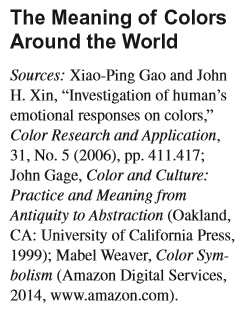 The Meaning of Colors
Around the World
Sources: Xiao-Ping Gao and John
H. Xin, “Investigation of human’s
emotional responses on colors,”
Color Research and Application,
31, No. 5 (2006), pp. 411.417;
John Gage, Color and Culture:
Practice and Meaning from
Antiquity to Abstraction (Oakland,
CA: University of California Press,
1999); Mabel Weaver, Color Sym-
bolism (Amazon Digital Services,
2014, www.amazon.com).